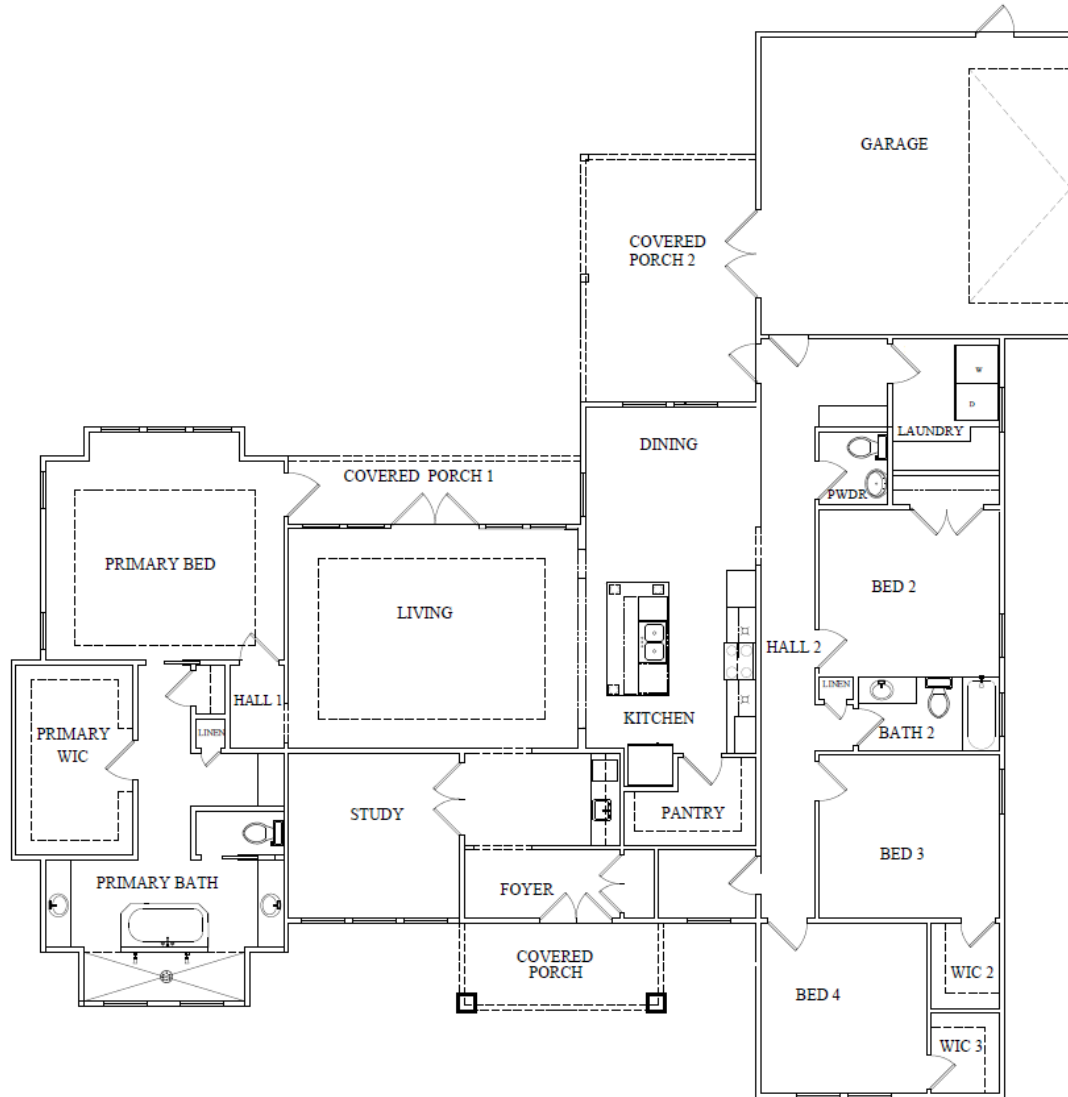 GARAGE
COVERED
PORCH 2
W
D
LAUNDRY
DINING
PWDR
COVERED PORCH 1
PRIMARY BED
LIVING
BED 2
HALL 2
HALL 1
LINEN
KITCHEN
PRIMARY
WIC
LINEN
BATH 2
STUDY
PANTRY
BED 3
PRIMARY BATH
FOYER
COVERED
PORCH
WIC 2
BED 4
WIC 3